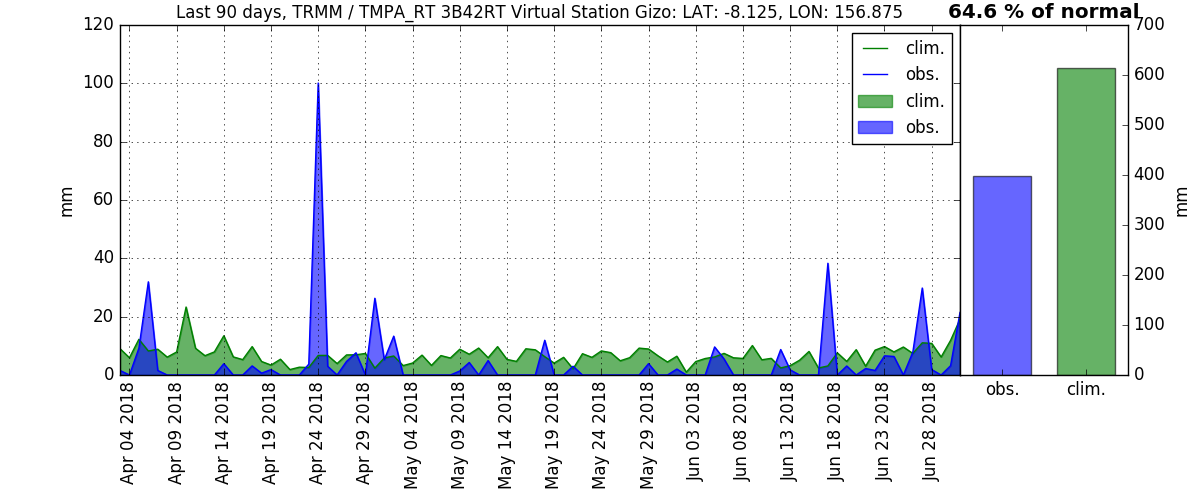 Last 90 days, TRMM / TMPA_RT 3B42RT Virtual Station Gizo: LAT: -8.125, LON: 156.875
64.6 % of normal
120
100
80
60
40
20
0
mm
clim.
obs.
clim.
obs.
Apr 04 2018
Apr 09 2018
Apr 14 2018
Apr 19 2018
Apr 24 2018
Apr 29 2018
May 04 2018
May 09 2018
May 14 2018
May 19 2018
May 24 2018
May 29 2018
Jun 03 2018
Jun 08 2018
Jun 13 2018
Jun 18 2018
Jun 23 2018
Jun 28 2018
700
600
500
400
300
200
100
0
mm
obs.
clim.